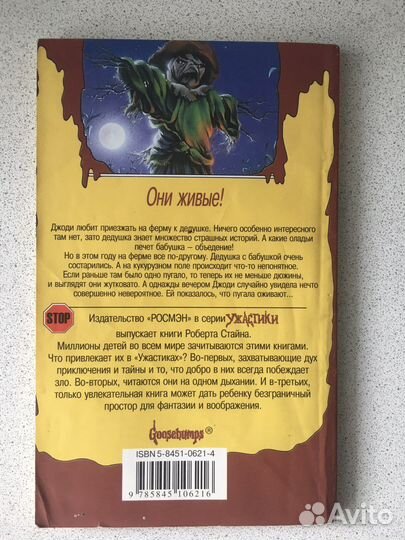 Они живые!
Джоди любит приезжать на ферму к дедушке. Ничего особенно интересного
там нет, зато дедушка знает множество страшных историй. А какие оладьи
печет бабушка – объедение!
Но в этом году на ферме все по-другому. Дедушка с бабушкой очень
состарились. А на кукурузном поле происходит что-то непонятное.
Если раньше там было одно пугало, то теперь их не меньше дюжины,
и выглядят они жутковато. А однажды вечером Джоди случайно увидела нечто
совершенно невероятное. Ей показалось, что пугала оживают...
STOP
Издательство «РОСМЭН» в серии УЖАСТИКИ
выпускает книги Роберта Стайна.
Миллионы детей во всем мире зачитываются этими книгами.
Что привлекает их в «Ужастиках»? Во-первых, захватывающие дух
приключения и тайны и то, что добро в них всегда побеждает
зло. Во-вторых, читаются они на одном дыхании. И в-третьих,
только увлекательная книга может дать ребенку безграничный
простор для фантазии и воображения.
Goosebumps®
ISBN 5-8451-0621-4
9 785845 106216
Avito